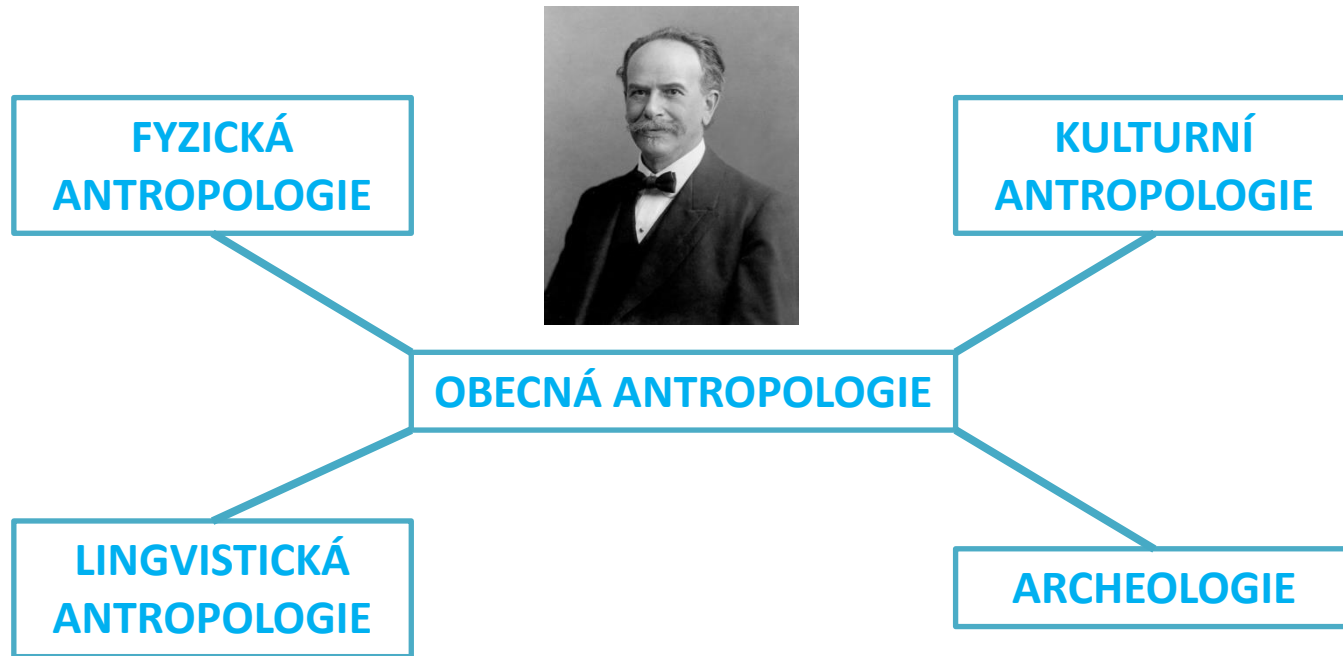 FYZICKÁ
ANTROPOLOGIE
KULTURNÍ
ANTROPOLOGIE
OBECNÁ ANTROPOLOGIE
LINGVISTICKÁ
ANTROPOLOGIE
ARCHEOLOGIE